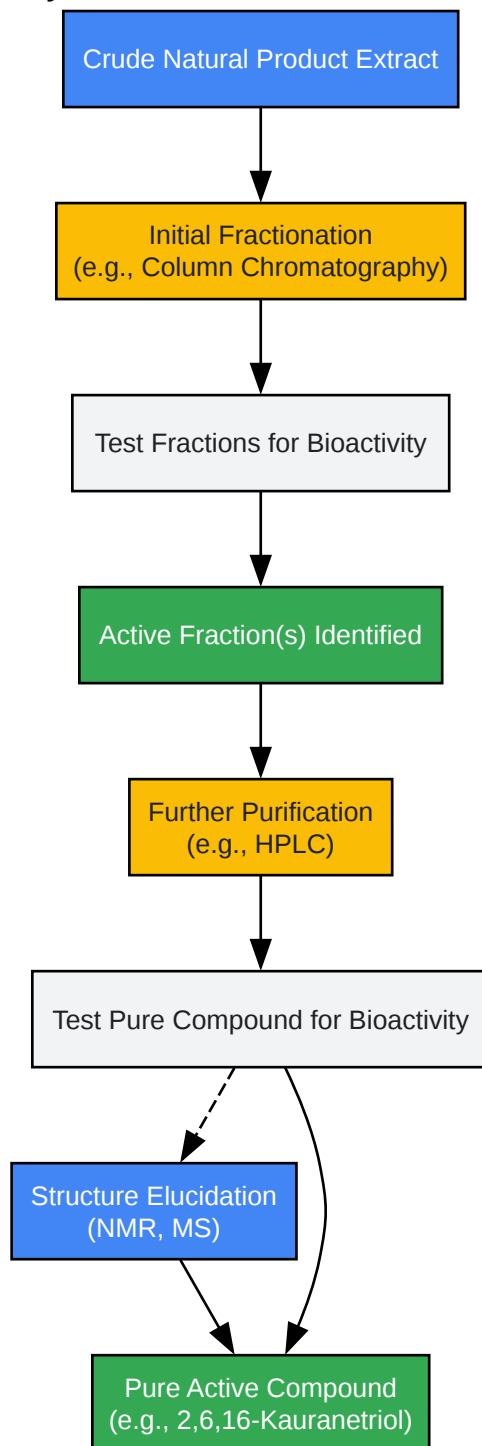 Crude Natural Product Extract
Initial Fractionation
(e.g., Column Chromatography)
Test Fractions for Bioactivity
Active Fraction(s) Identified
Further Purification
(e.g., HPLC)
Test Pure Compound for Bioactivity
Structure Elucidation
(NMR, MS)
Pure Active Compound
(e.g., 2,6,16-Kauranetriol)